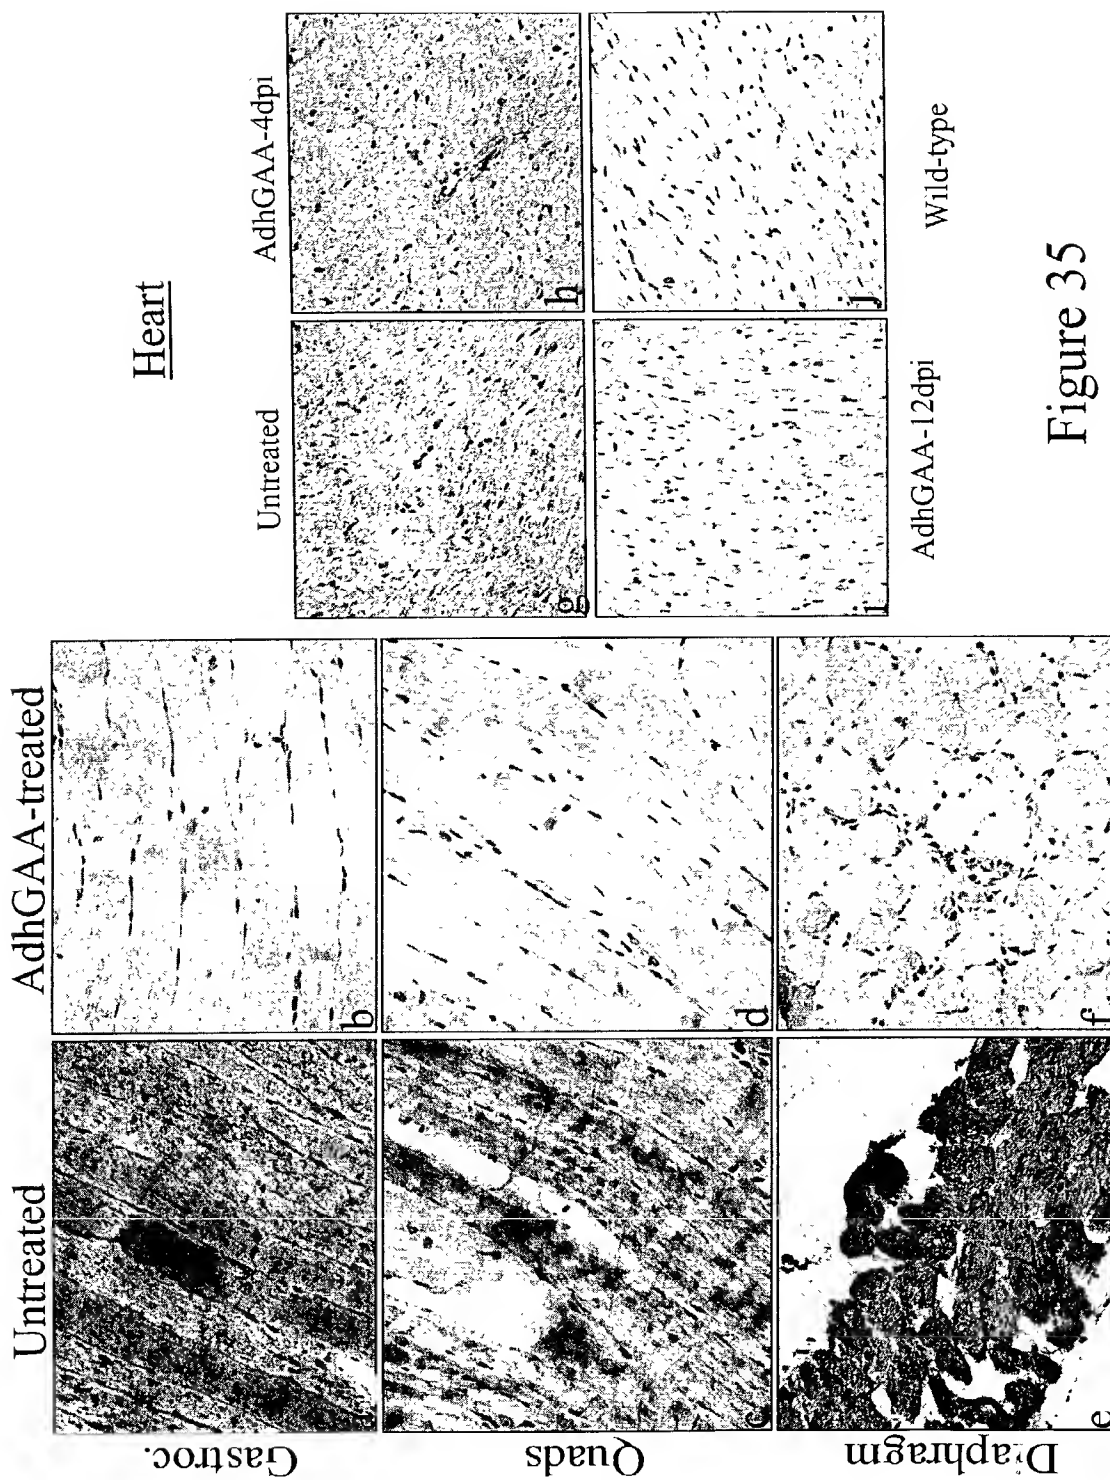 Untreated
AdhGAA-treated
Gastroc.
b
Quads
c
d
Diaphragm
e
f
Heart
Untreated
AdhGAA-4dpi
g
h
i
j
AdhGAA-12dpi
Wild-type
Figure 35